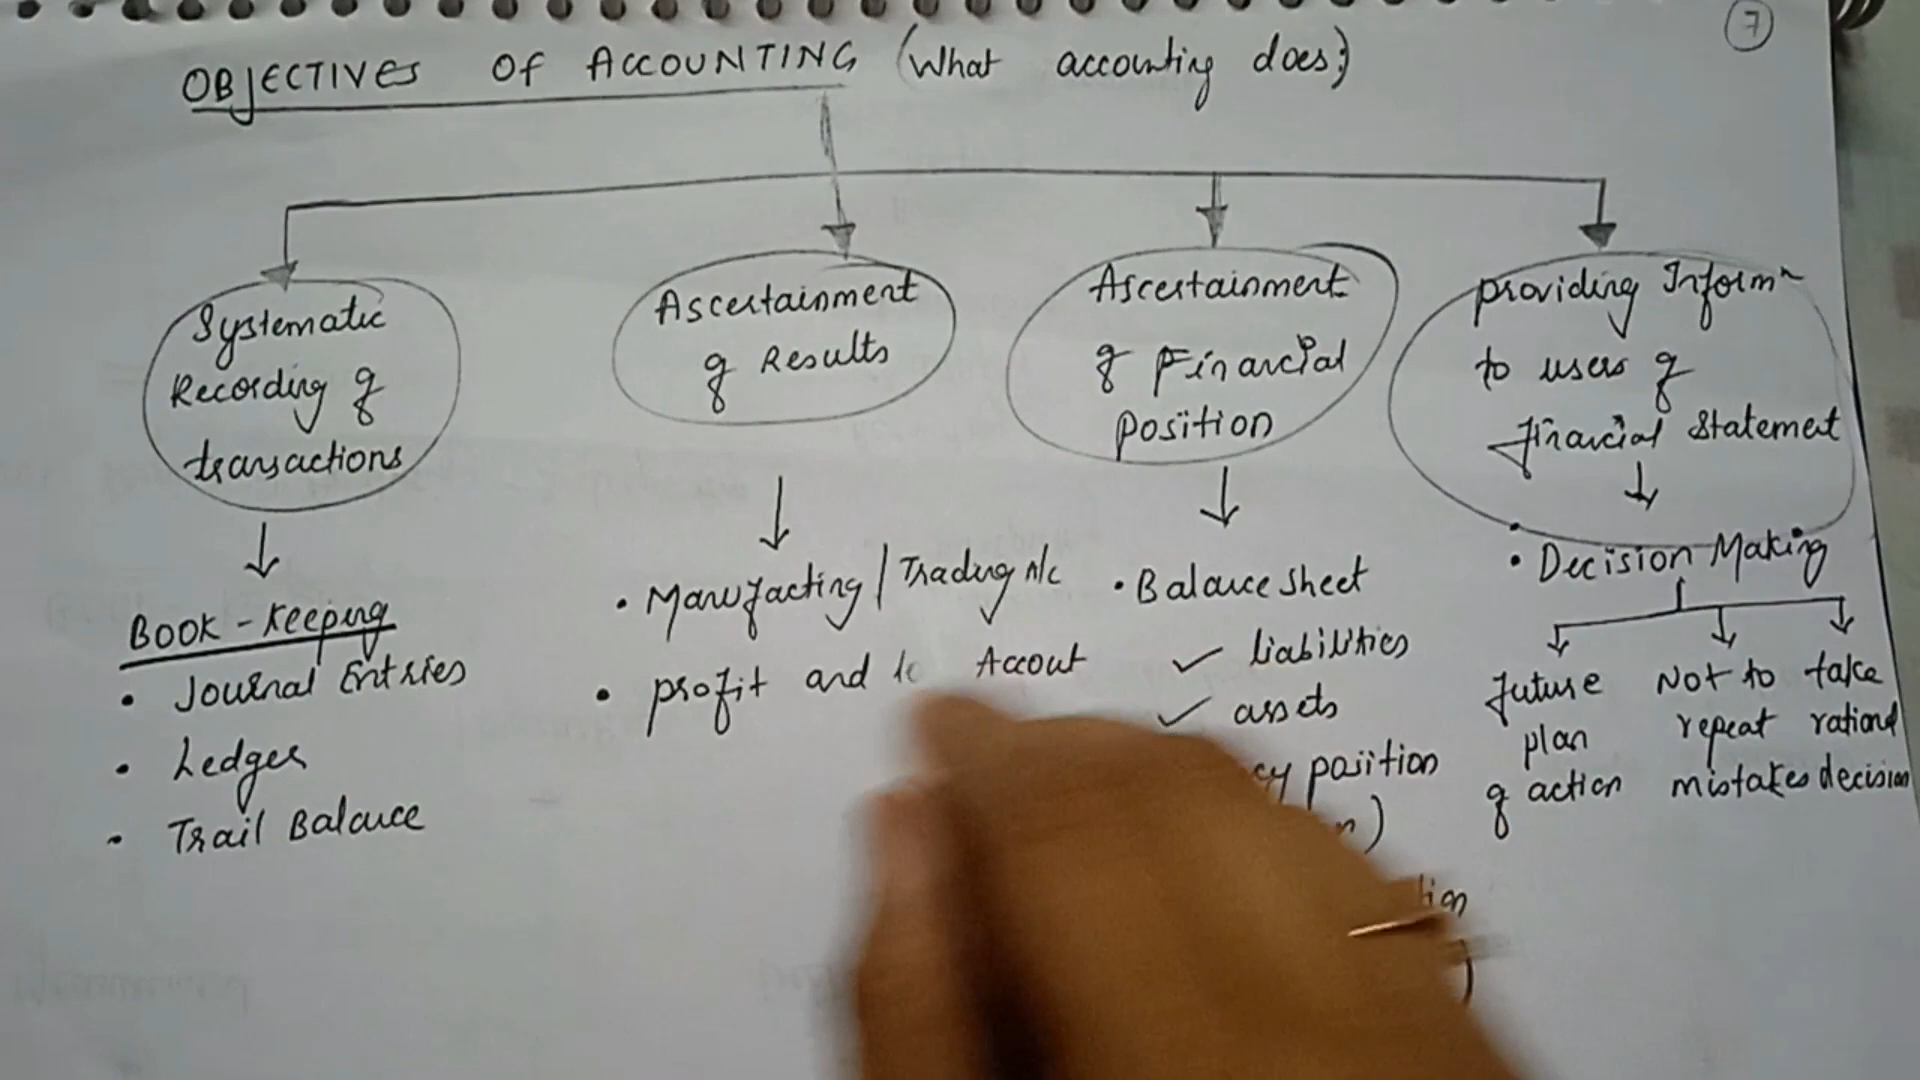 7
OBJECTIVES OF ACCOUNTING (What accounting does;)
Systematic
Recording of
transactions
Book-Keeping
• Journal Entries
• Ledger
• Trail Balance
Ascertainment
of Results
• Manufacting / Trading A/c
• profit and Accout
Ascertainment
of Financial
position
• Balance Sheet
✓ liabilities
✓ assets
position
providing Inform^n
to users of
financial statement
• Decision Making
future
plan
of action
Not to
repeat
mistakes
take
rational
decision